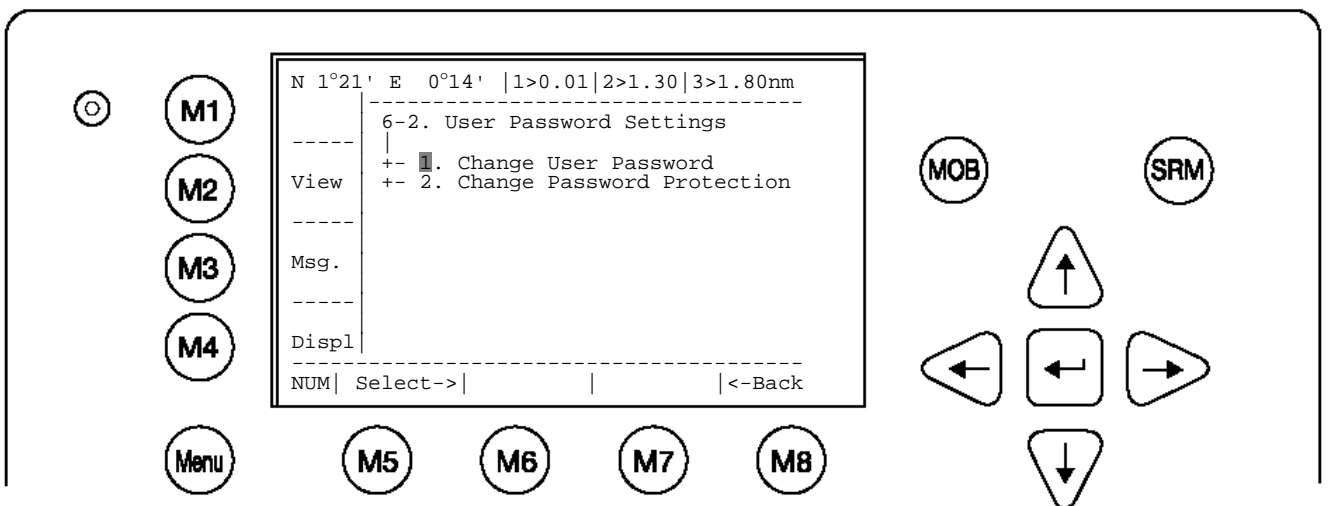 N 1°21' E 0°14' |1>0.01|2>1.30|3>1.80nm
M1
6-2. User Password Settings
+- 1. Change User Password
MOB
SRM
M2
View
+- 2. Change Password Protection
M3
Msg.
M4
Displ
NUM| Select->| | |<-Back
Menu
M5
M6
M7
M8